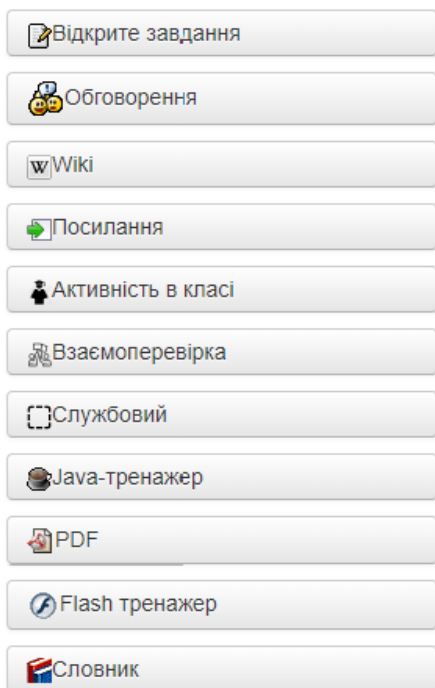 Відкрите завдання
Обговорення
W Wiki
Посилання
Активність в класі
Взаємоперевірка
Службовий
Java-тренажер
PDF
Flash тренажер
Словник